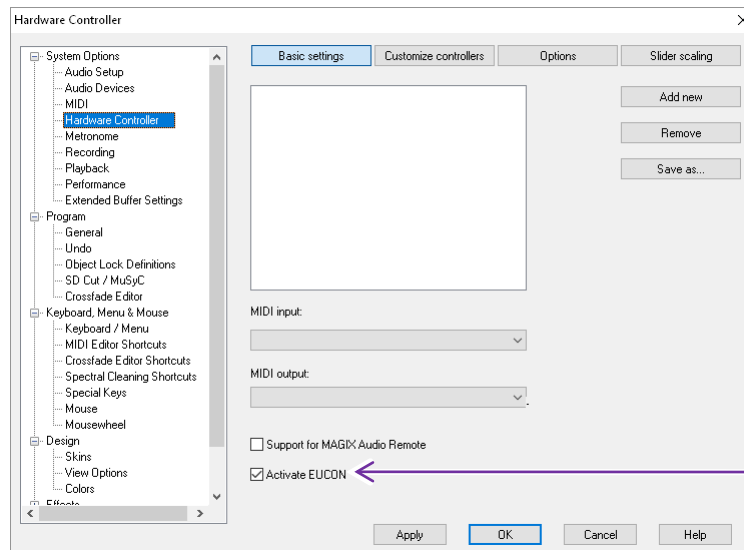 Hardware Controller
System Options
Audio Setup
Audio Devices
MIDI
Hardware Controller
Metronome
Recording
Playback
Performance
Extended Buffer Settings
Program
General
Undo
Object Lock Definitions
SD Cut / MuSyC
Crossfade Editor
Keyboard, Menu & Mouse
Keyboard / Menu
MIDI Editor Shortcuts
Crossfade Editor Shortcuts
Spectral Cleaning Shortcuts
Special Keys
Mouse
Mousewheel
Design
Skins
View Options
Colors
Effects
Basic settings
Customize controllers
Options
Slider scaling
Add new
Remove
Save as...
MIDI input:
MIDI output:
Support for MAGIX Audio Remote
Activate EUCON
Apply
OK
Cancel
Help